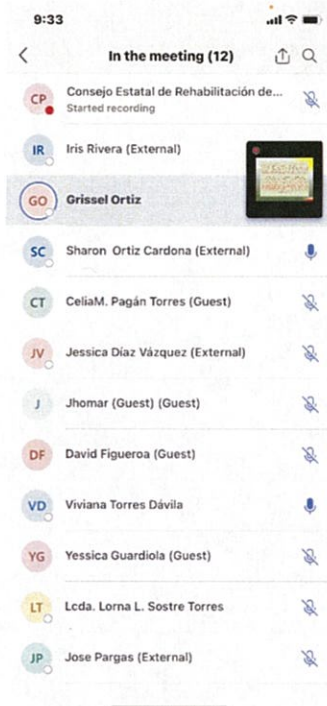 9:33
In the meeting (12)
CP Consejo Estatal de Rehabilitación de...
Started recording
IR Iris Rivera (External)
GO Grissel Ortiz
SC Sharon Ortiz Cardona (External)
CT CeliaM. Pagán Torres (Guest)
JV Jessica Díaz Vázquez (External)
J Jhomar (Guest) (Guest)
DF David Figueroa (Guest)
VD Viviana Torres Dávila
YG Yessica Guardiola (Guest)
LT Lcda. Lorna L. Sostre Torres
JP Jose Pargas (External)